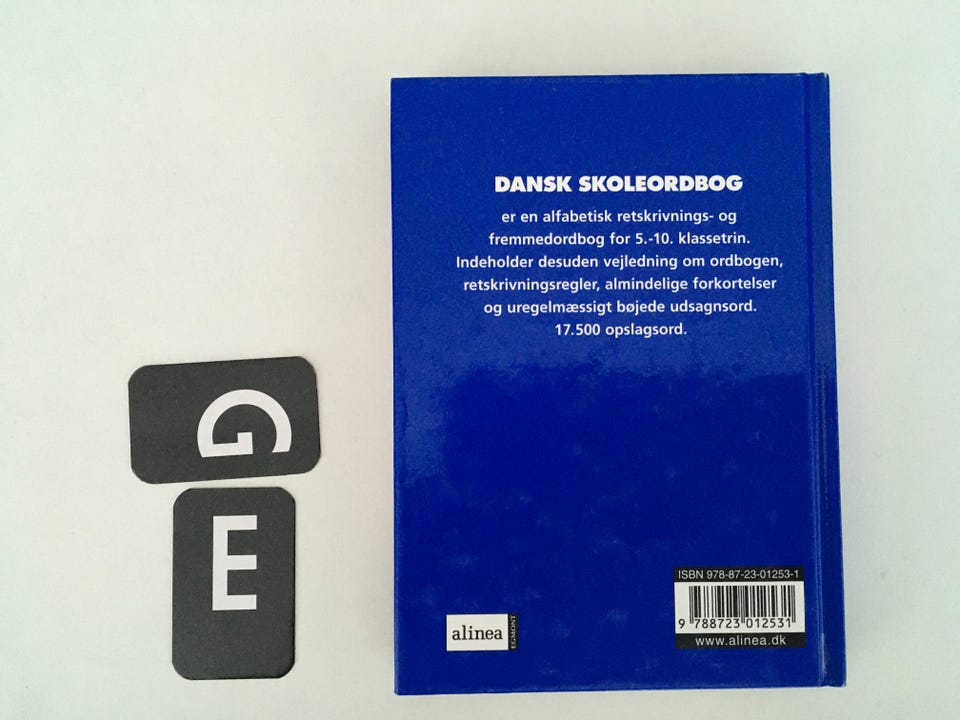 DANSK SKOLEORDBOG
er en alfabetisk retskrivnings- og
fremmedordbog for 5.-10. klassetrin.
Indeholder desuden vejledning om ordbogen,
retskrivningsregler, almindelige forkortelser
og uregelmæssigt bøjede udsagnsord.
17.500 opslagsord.
G
E
alinea
EGMONT
ISBN 978-87-23-01253-1
9 788723 012531
www.alinea.dk